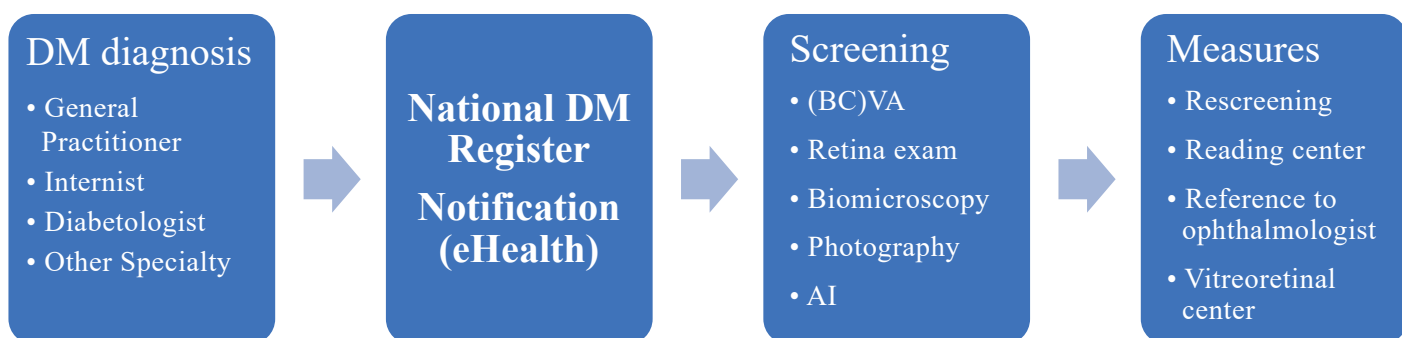 DM diagnosis
• General
Practitioner
• Internist
• Diabetologist
• Other Specialty
National DM
Register
Notification
(eHealth)
Screening
• (BC)VA
• Retina exam
• Biomicroscopy
• Photography
• AI
Measures
• Rescreening
• Reading center
• Reference to
ophthalmologist
• Vitreoretinal
center